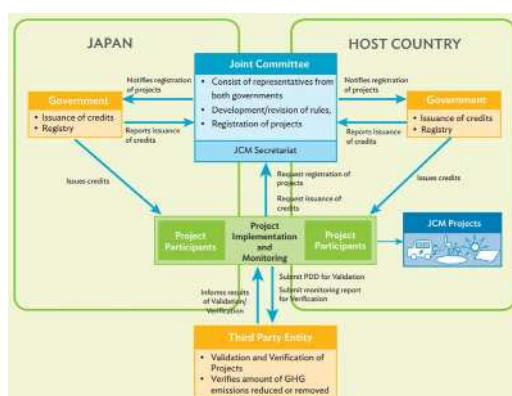 JAPAN
HOST COUNTRY
Joint Committee
• Consist of representatives from
both governments
• Development/revision of rules,
• Registration of projects
JCM Secretariat
Notifies registration
of projects
Notifies registration
of projects
Government
• Issuance of credits
• Registry
Government
• Issuance of credits
• Registry
Reports issuance
of credits
Reports issuance
of credits
Issues credits
Issues credits
Request registration of
projects
Request issuance of
credits
Project
Participants
Project
Implementation
and
Monitoring
Project
Participants
JCM Projects
Informs results
of Validation/
Verification
Submit PDD for Validation
Submit monitoring report
for Verification
Third Party Entity
• Validation and Verification of
Projects
• Verifies amount of GHG
emissions reduced or removed